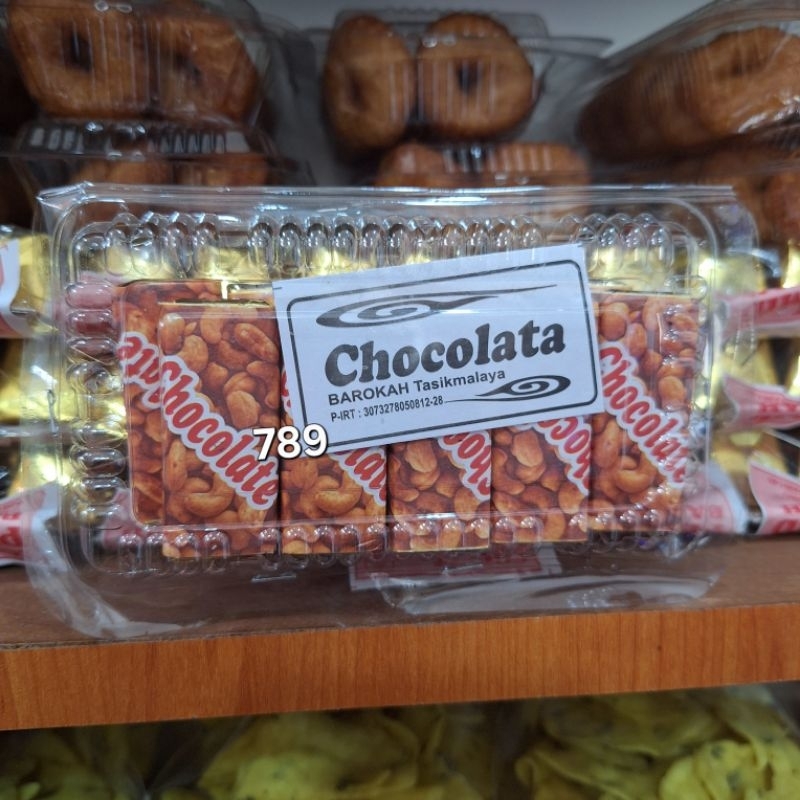 Chocolata
BAROKAH Tasikmalaya
P-IRT : 3073278050812-28
789
Chocolate
Chocolate